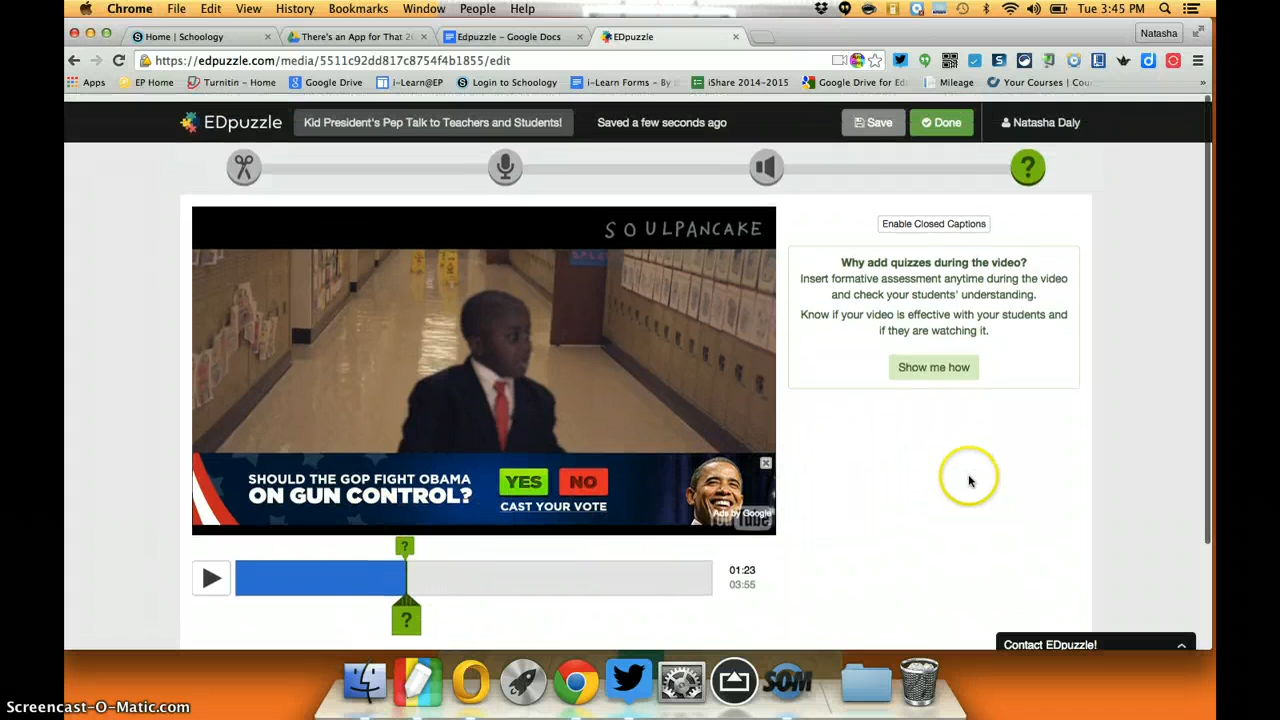 Chrome File Edit View History Bookmarks Window People Help Tue 3:45 PM
Home | Schoology There's an App for That 20 Edpuzzle – Google Docs EDpuzzle Natasha
https://edpuzzle.com/media/5511c92dd817c8754f4b1855/edit
Apps EP Home Turnitin – Home Google Drive i-Learn@EP Login to Schoology i-Learn Forms – By t iShare 2014-2015 Google Drive for Ed Mileage Your Courses | Cour »
EDpuzzle Kid President's Pep Talk to Teachers and Students! Saved a few seconds ago Save Done Natasha Daly
?
SOULPANCAKE
Enable Closed Captions
Why add quizzes during the video?
Insert formative assessment anytime during the video
and check your students' understanding.
Know if your video is effective with your students and
if they are watching it.
Show me how
SHOULD THE GOP FIGHT OBAMA
ON GUN CONTROL?
YES NO
CAST YOUR VOTE
Ads by Google
YouTube
?
01:23
03:55
?
Contact EDpuzzle!
SOM
Screencast-O-Matic.com